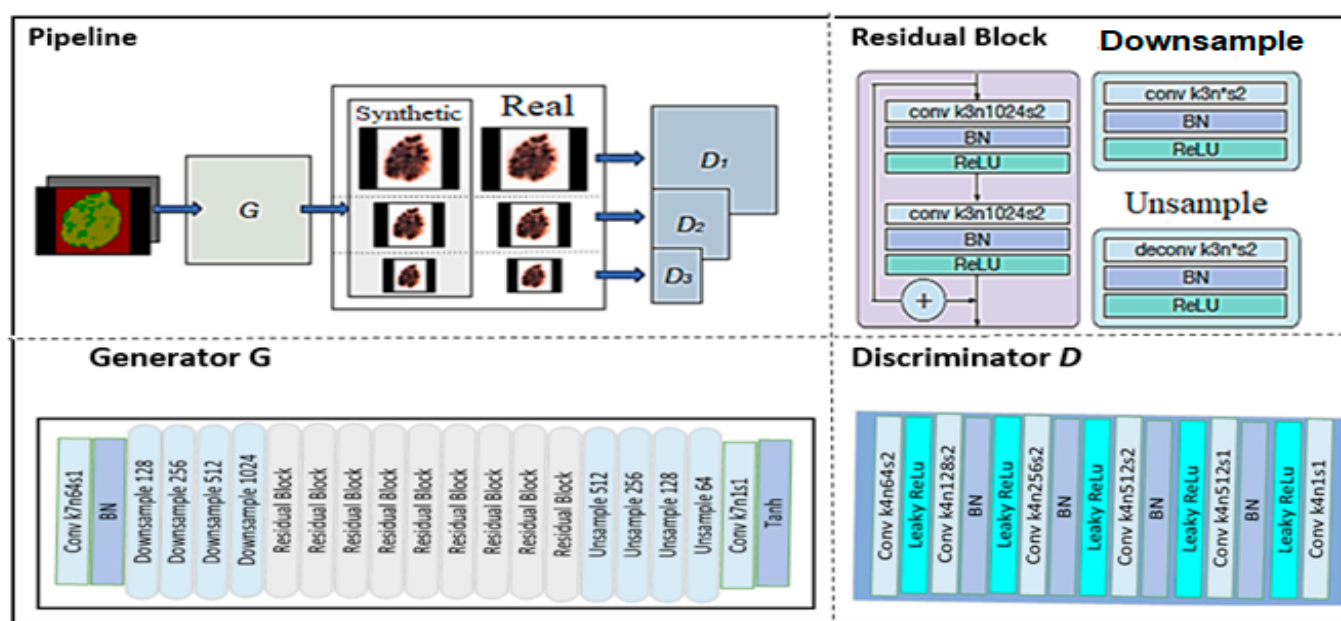 Pipeline
Synthetic
Real
G
D1
D2
D3
Residual Block
conv k3n1024s2
BN
ReLU
conv k3n1024s2
BN
ReLU
+
Downsample
conv k3n*s2
BN
ReLU
Unsample
deconv k3n*s2
BN
ReLU
Generator G
Conv k7n64s1
BN
Downsample 128
Downsample 256
Downsample 512
Downsample 1024
Residual Block
Residual Block
Residual Block
Residual Block
Residual Block
Residual Block
Residual Block
Residual Block
Residual Block
Unsample 512
Unsample 256
Unsample 128
Unsample 64
Conv k7n1s1
Tanh
Discriminator D
Conv k4n64s2
Leaky ReLu
Conv k4n128s2
BN
Leaky ReLu
Conv k4n256s2
BN
Leaky ReLu
Conv k4n512s2
BN
Leaky ReLu
Conv k4n512s1
BN
Leaky ReLu
Conv k4n1s1